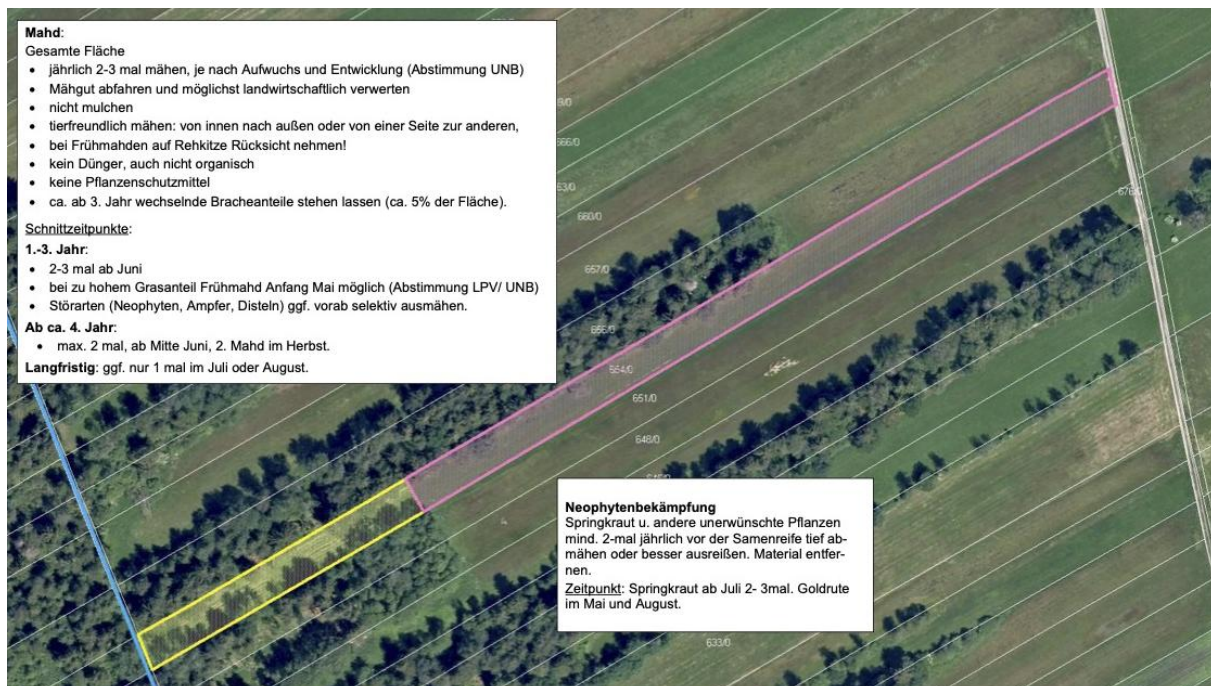 Mahd:
Gesamte Fläche
• jährlich 2-3 mal mähen, je nach Aufwuchs und Entwicklung (Abstimmung UNB)
• Mähgut abfahren und möglichst landwirtschaftlich verwerten
• nicht mulchen
• tierfreundlich mähen: von innen nach außen oder von einer Seite zur anderen,
• bei Frühmahden auf Rehkitze Rücksicht nehmen!
• kein Dünger, auch nicht organisch
• keine Pflanzenschutzmittel
• ca. ab 3. Jahr wechselnde Bracheanteile stehen lassen (ca. 5% der Fläche).
Schnittzeitpunkte:
1.-3. Jahr:
• 2-3 mal ab Juni
• bei zu hohem Grasanteil Frühmahd Anfang Mai möglich (Abstimmung LPV/ UNB)
• Störarten (Neophyten, Ampfer, Disteln) ggf. vorab selektiv ausmähen.
Ab ca. 4. Jahr:
• max. 2 mal, ab Mitte Juni, 2. Mahd im Herbst.
Langfristig: ggf. nur 1 mal im Juli oder August.
660/0
657/0
656/0
654/0
651/0
648/0
676/0
Neophytenbekämpfung
Springkraut u. andere unerwünschte Pflanzen
mind. 2-mal jährlich vor der Samenreife tief ab-
mähen oder besser ausreißen. Material entfer-
nen.
Zeitpunkt: Springkraut ab Juli 2- 3mal. Goldrute
im Mai und August.
633/0